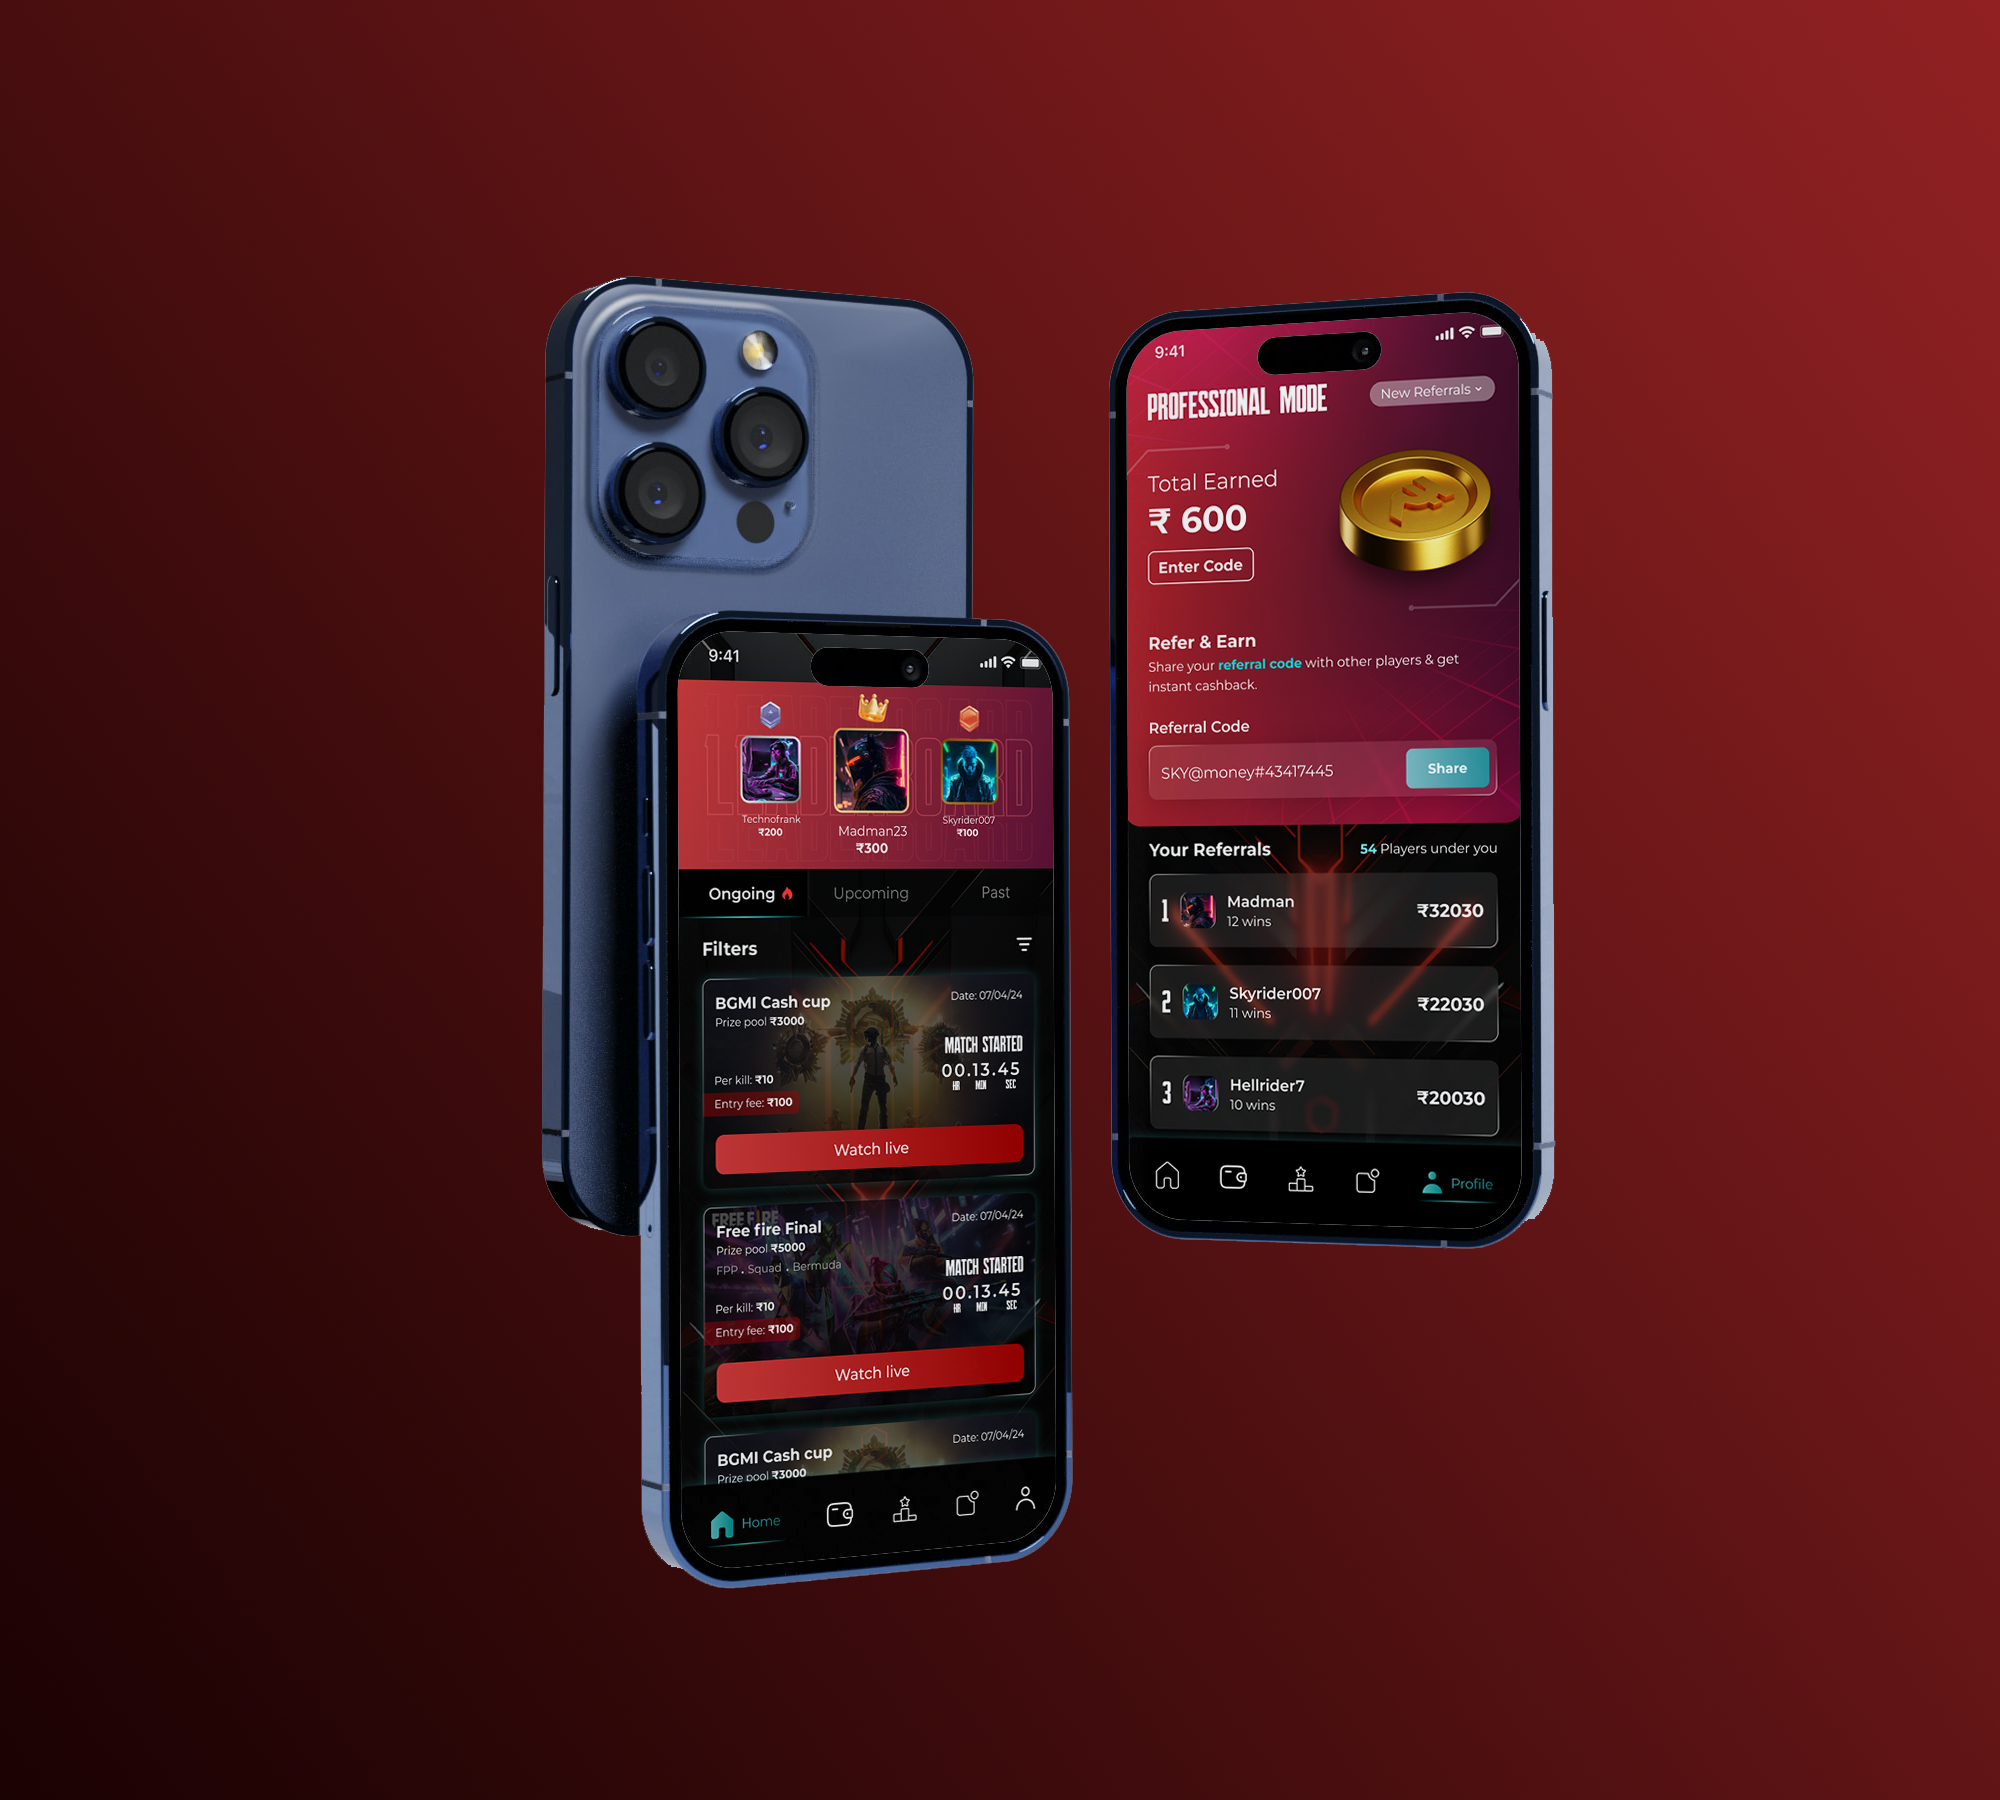 9:41
LEADERBOARD
Technofrank
₹200
Madman23
₹300
Skyrider007
₹100
Ongoing
Upcoming
Past
Filters
BGMI Cash cup
Date: 07/04/24
Prize pool ₹3000
MATCH STARTED
00.13.45
HR MIN SEC
Per kill: ₹10
Entry fee: ₹100
Watch live
FREE FIRE
Free fire Final
Date: 07/04/24
Prize pool ₹5000
FPP . Squad . Bermuda
MATCH STARTED
00.13.45
HR MIN SEC
Per kill: ₹10
Entry fee: ₹100
Watch live
BGMI Cash cup
Date: 07/04/24
Prize pool ₹3000
Home
9:41
PROFESSIONAL MODE
New Referrals
Total Earned
₹ 600
Enter Code
Refer & Earn
Share your referral code with other players & get
instant cashback.
Referral Code
SKY@money#43417445
Share
Your Referrals
54 Players under you
1
Madman
12 wins
₹32030
2
Skyrider007
11 wins
₹22030
3
Hellrider7
10 wins
₹20030
Profile